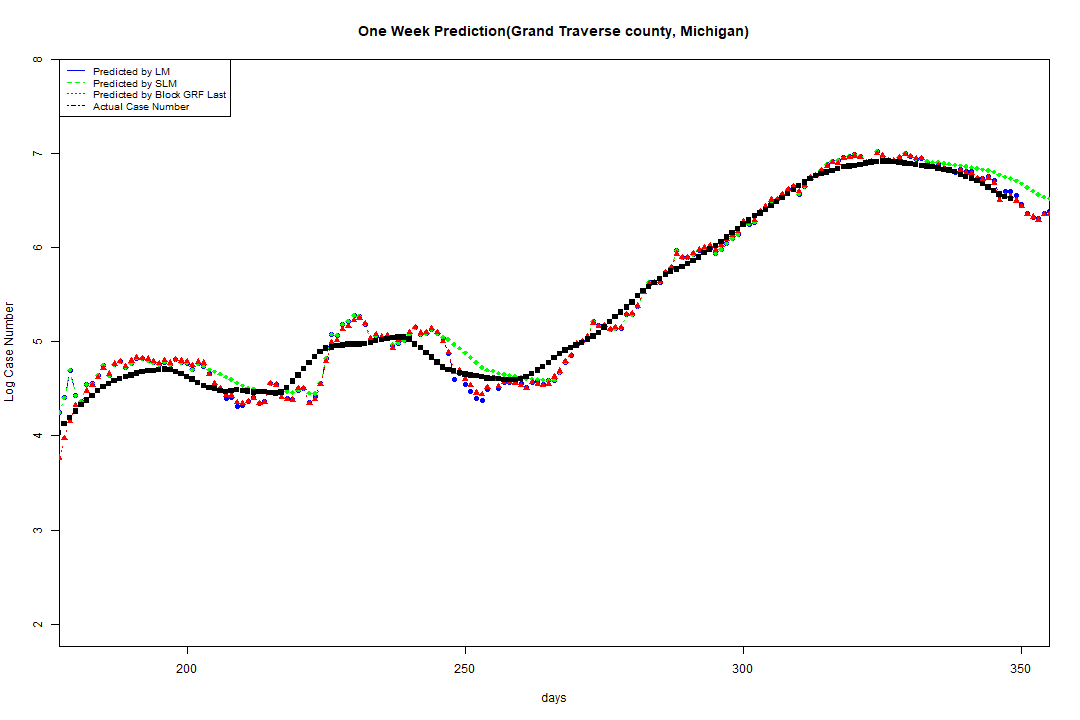 One Week Prediction(Grand Traverse county, Michigan)
Predicted by LM
Predicted by SLM
Predicted by Block GRF Last
Actual Case Number
8
7
6
5
4
3
2
Log Case Number
200 250 300 350
days